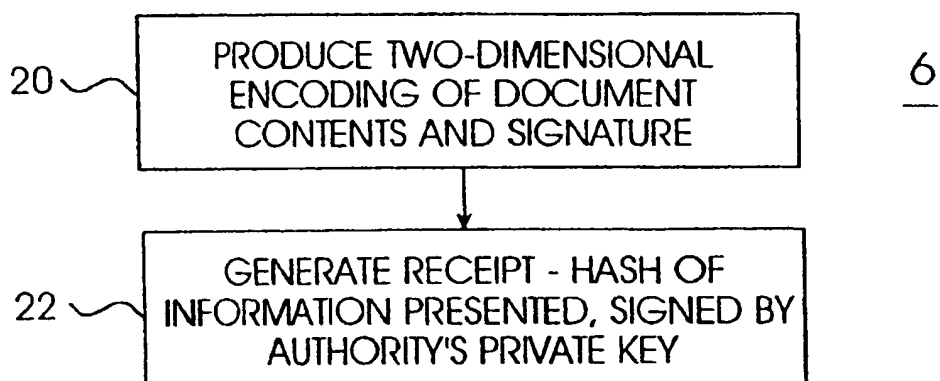 20
PRODUCE TWO-DIMENSIONAL
ENCODING OF DOCUMENT
CONTENTS AND SIGNATURE
6
22
GENERATE RECEIPT - HASH OF
INFORMATION PRESENTED, SIGNED BY
AUTHORITY'S PRIVATE KEY